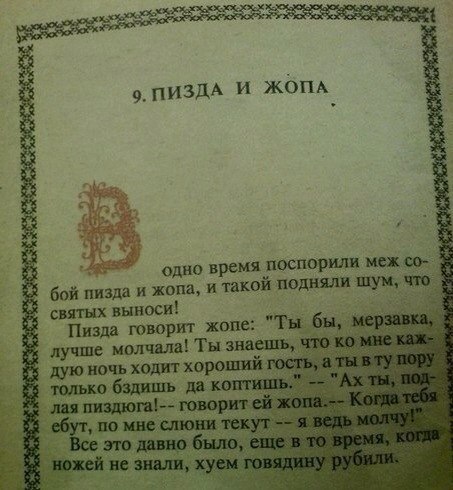 9. ПИЗДА И ЖОПА
Водно время поспорили меж со-
бой пизда и жопа, и такой подняли шум, что
святых выноси!
Пизда говорит жопе: "Ты бы, мерзавка,
лучше молчала! Ты знаешь, что ко мне каж-
дую ночь ходит хороший гость, а ты в ту пору
только бздишь да коптишь." -- "Ах ты, под-
лая пиздюга!-- говорит ей жопа.-- Когда тебя
ебут, по мне слюни текут -- я ведь молчу!"
Все это давно было, еще в то время, когда
ножей не знали, хуем говядину рубили.